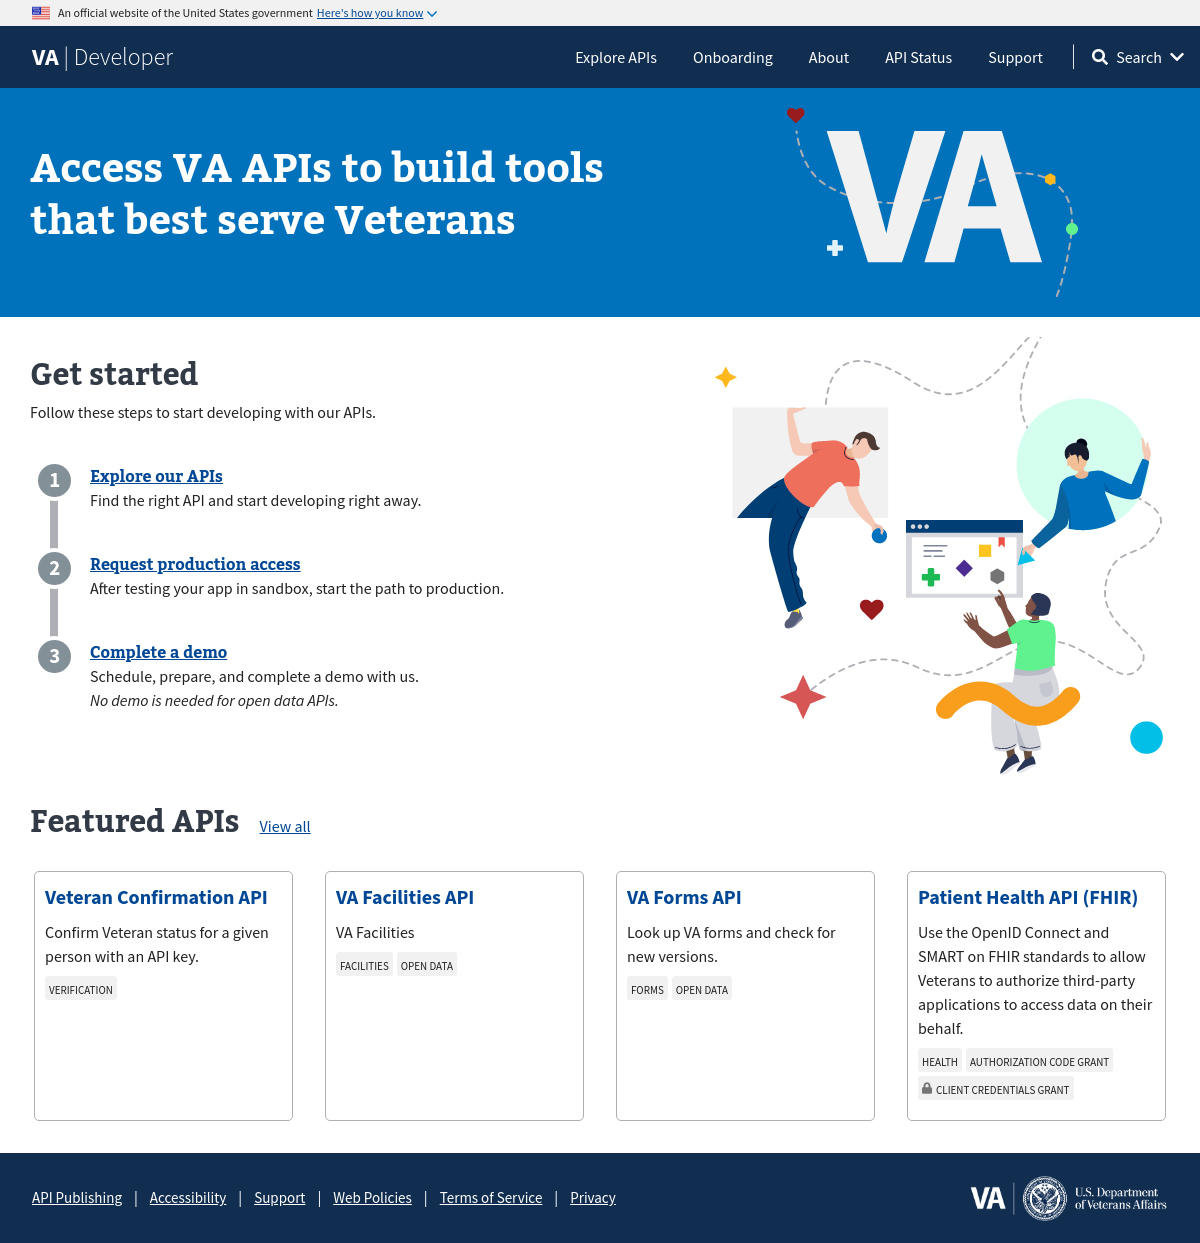 An official website of the United States government Here's how you know
VA | Developer
Explore APIs
Onboarding
About
API Status
Support
Search
Access VA APIs to build tools
that best serve Veterans
VA
Get started
Follow these steps to start developing with our APIs.
1
Explore our APIs
Find the right API and start developing right away.
2
Request production access
After testing your app in sandbox, start the path to production.
3
Complete a demo
Schedule, prepare, and complete a demo with us.
No demo is needed for open data APIs.
Featured APIs
View all
Veteran Confirmation API
Confirm Veteran status for a given
person with an API key.
VERIFICATION
VA Facilities API
VA Facilities
FACILITIES
OPEN DATA
VA Forms API
Look up VA forms and check for
new versions.
FORMS
OPEN DATA
Patient Health API (FHIR)
Use the OpenID Connect and
SMART on FHIR standards to allow
Veterans to authorize third-party
applications to access data on their
behalf.
HEALTH
AUTHORIZATION CODE GRANT
CLIENT CREDENTIALS GRANT
API Publishing | Accessibility | Support | Web Policies | Terms of Service | Privacy
VA
U.S. Department
of Veterans Affairs